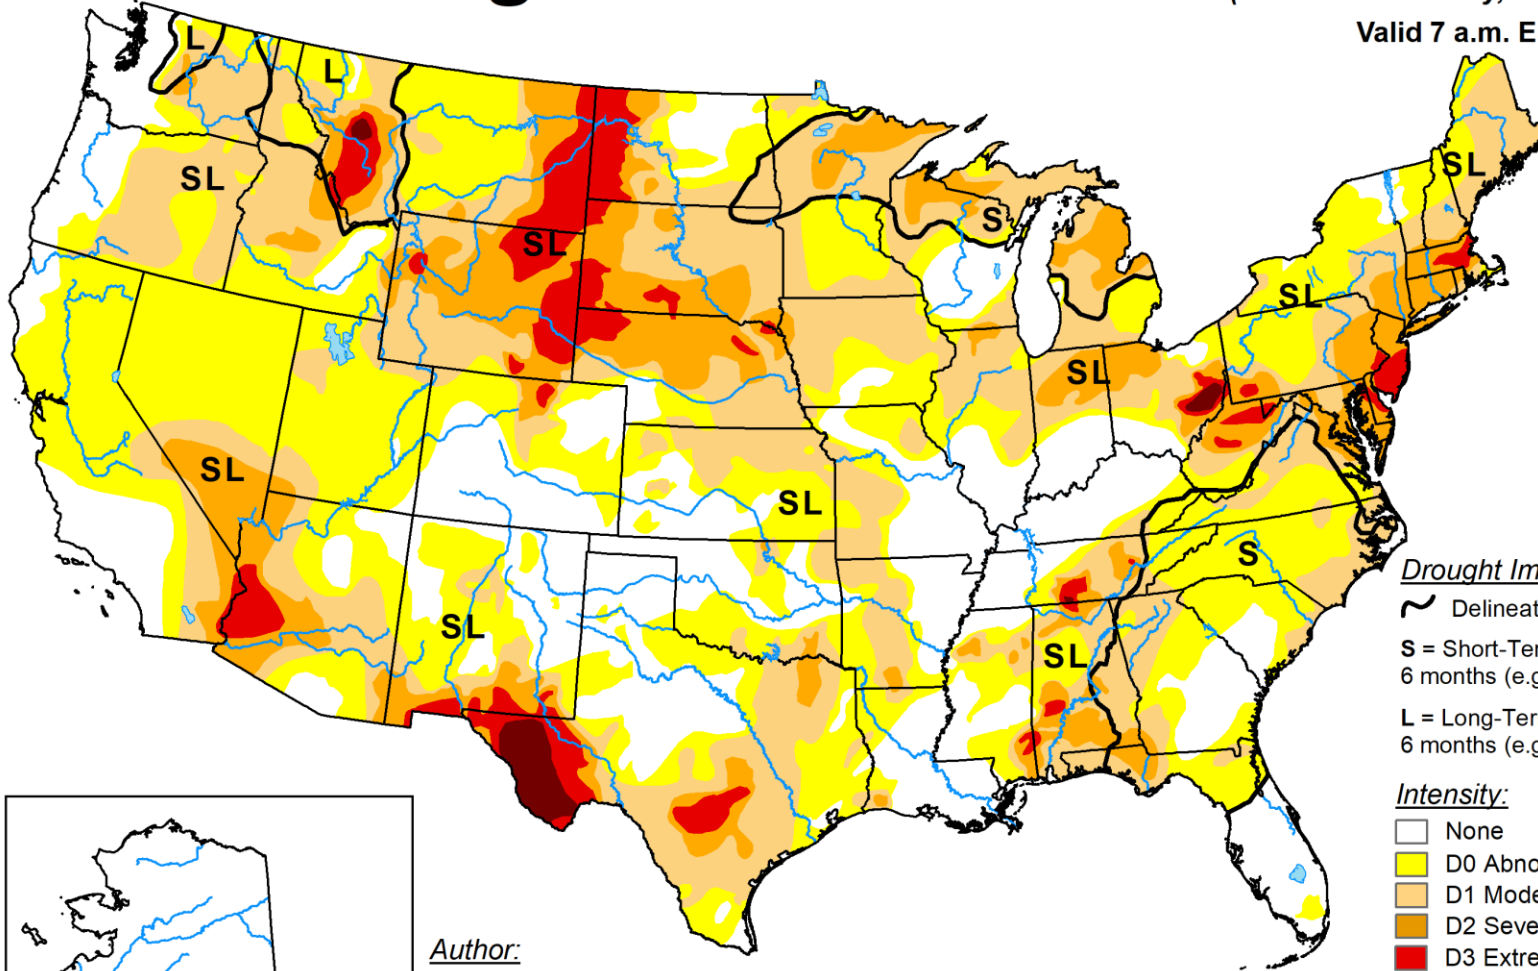 Valid 7 a.m. E
L
L
SL
SL
SL
S
SL
SL
SL
SL
SL
S
SL
SL
Drought Im
Delineat
S = Short-Ter
6 months (e.g
L = Long-Ter
6 months (e.g
Intensity:
None
D0 Abno
D1 Mode
D2 Seve
D3 Extre
Author: